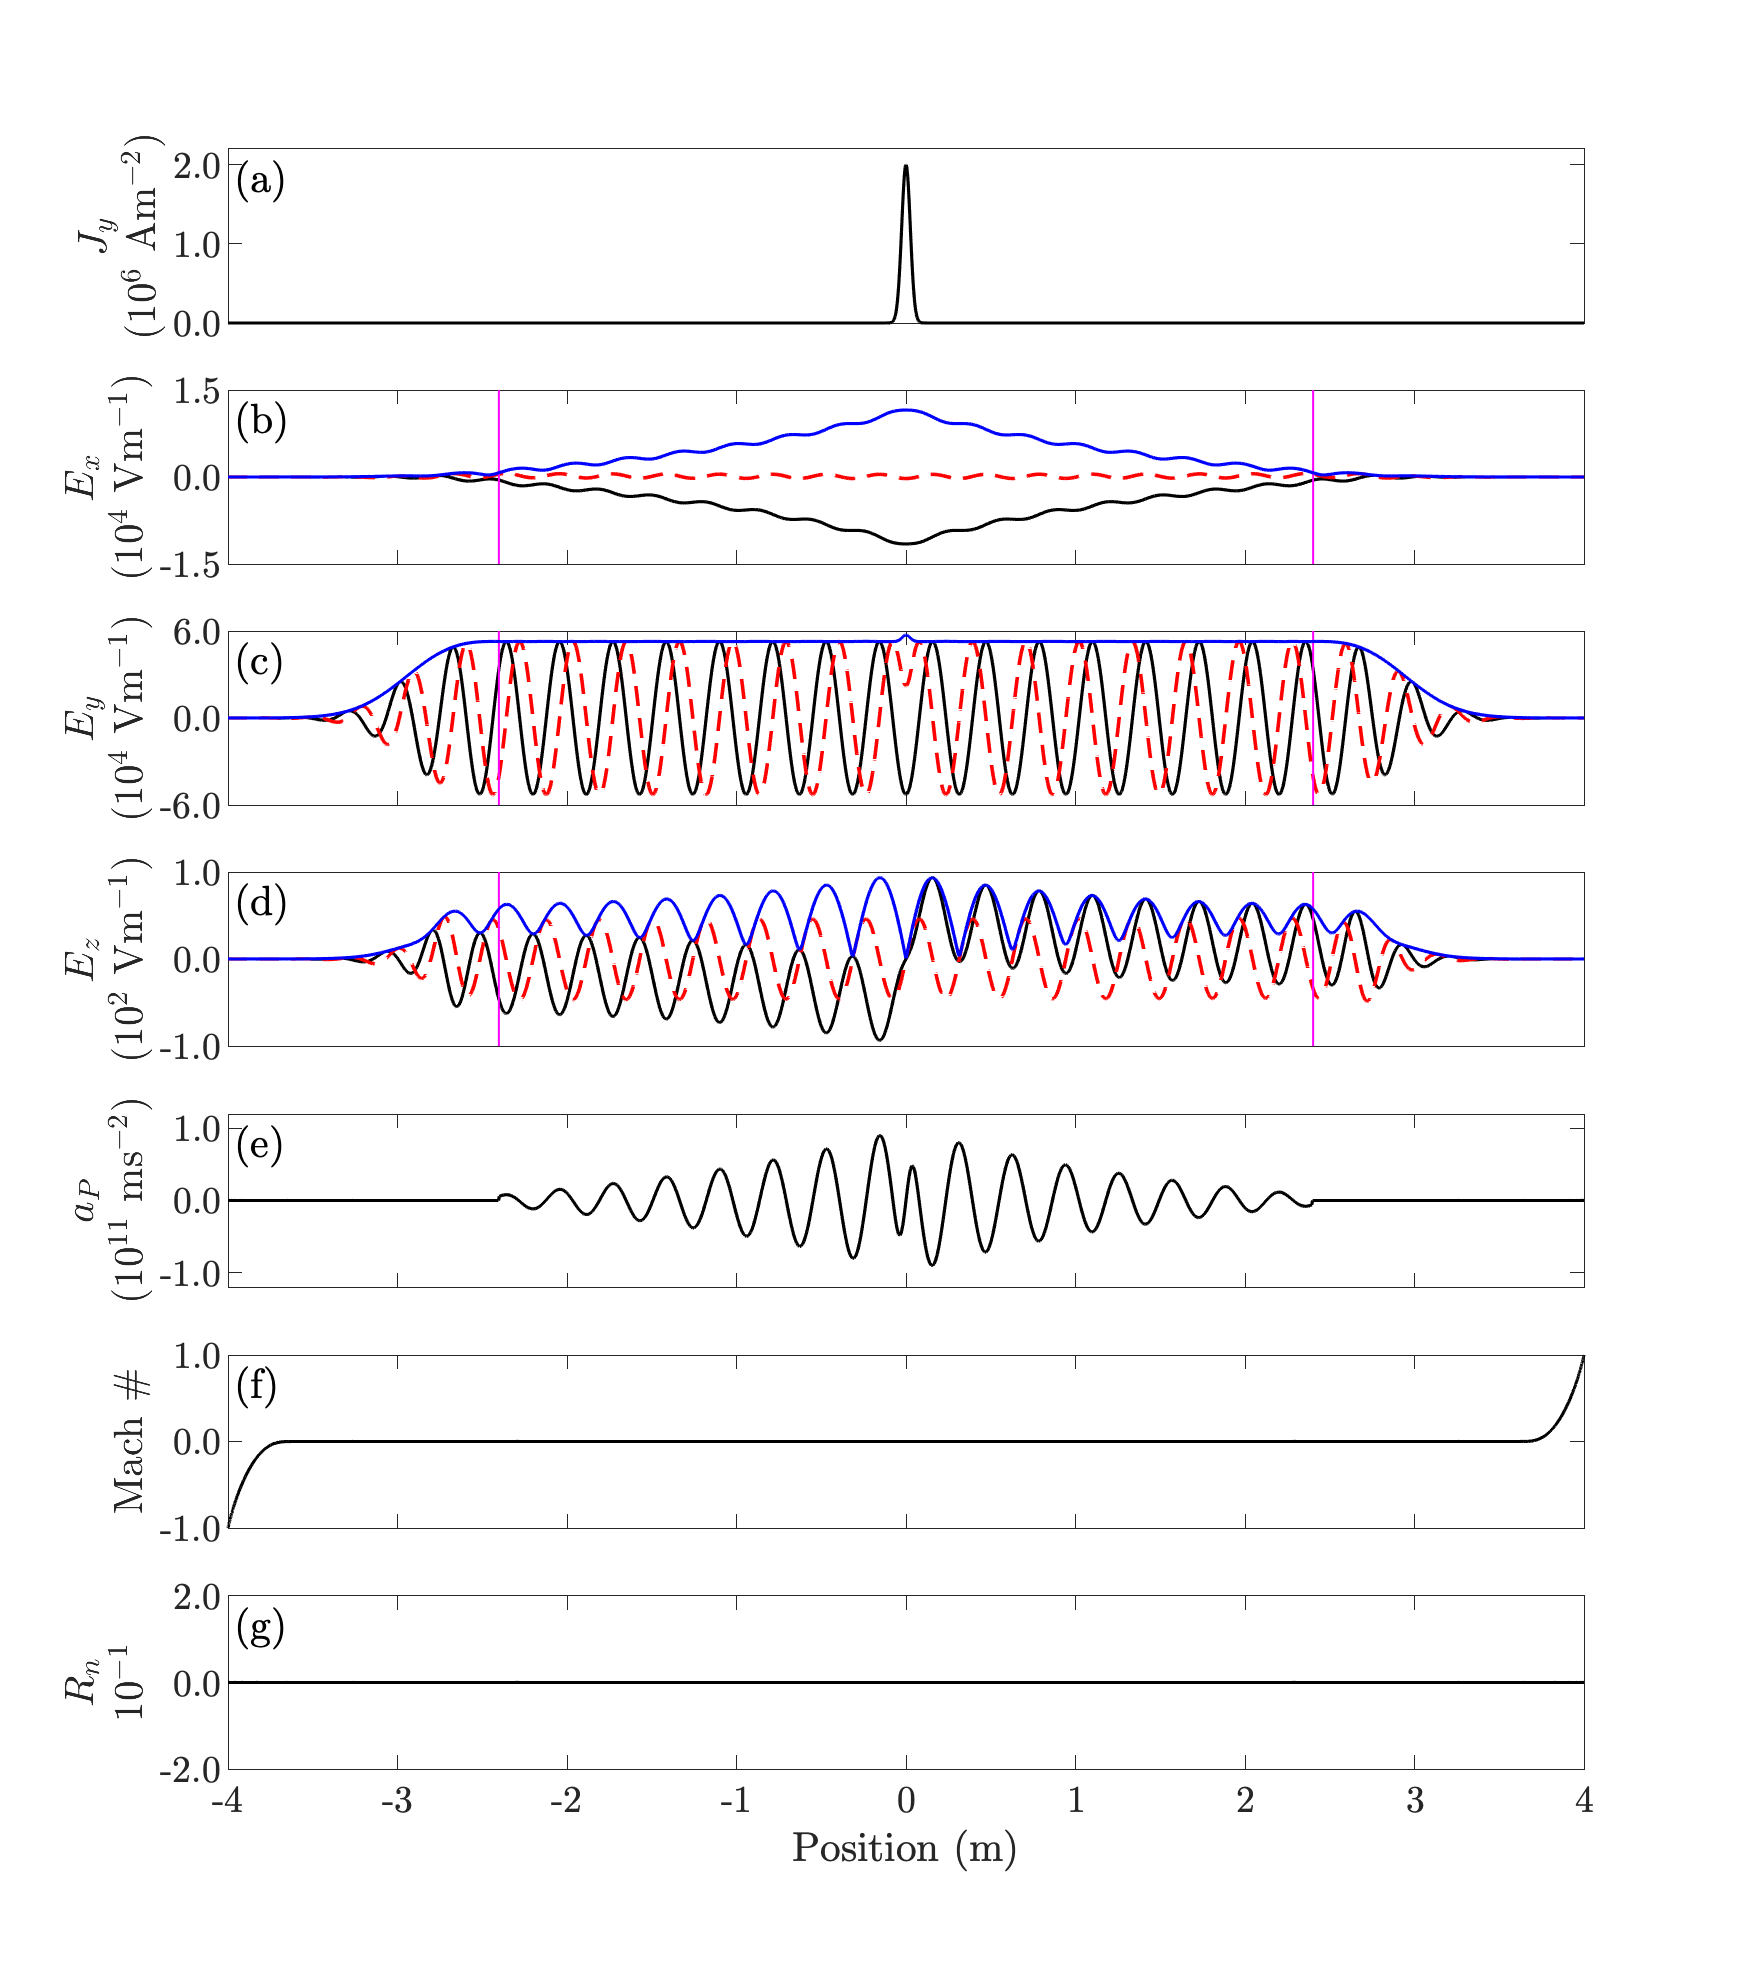 (a)
J_y
(10^6 Am^−2)
2.0
1.0
0.0
(b)
E_x
(10^4 Vm^−1)
1.5
0.0
-1.5
(c)
E_y
(10^4 Vm^−1)
6.0
0.0
-6.0
(d)
E_z
(10^2 Vm^−1)
1.0
0.0
-1.0
(e)
a_P
(10^11 ms^−2)
1.0
0.0
-1.0
(f)
Mach #
1.0
0.0
-1.0
(g)
R_n
10^−1
2.0
0.0
-2.0
-4 -3 -2 -1 0 1 2 3 4
Position (m)